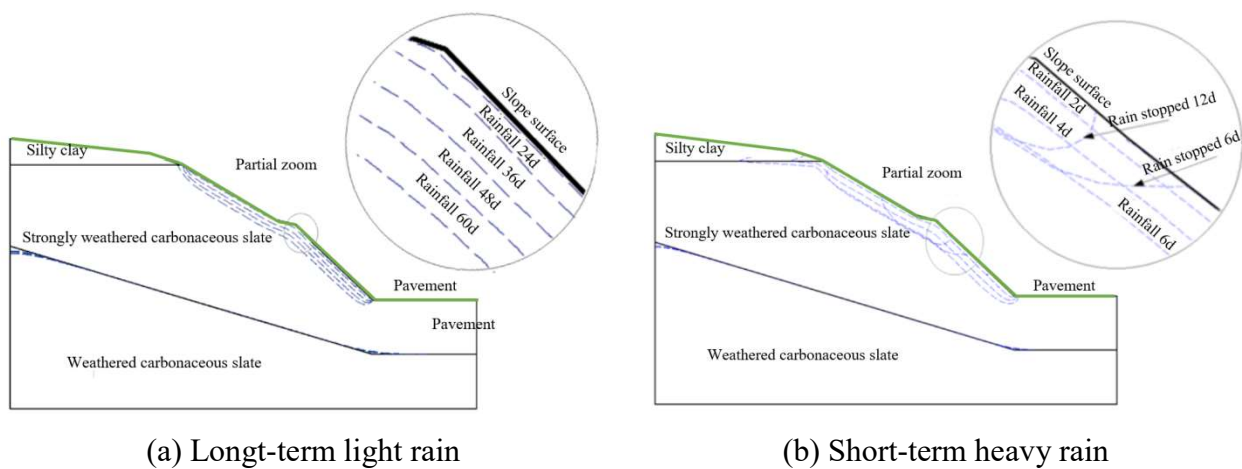 Silty clay
Partial zoom
Strongly weathered carbonaceous slate
Pavement
Pavement
Weathered carbonaceous slate
Slope surface
Rainfall 24d
Rainfall 36d
Rainfall 48d
Rainfall 60d
(a) Longt-term light rain
Silty clay
Partial zoom
Strongly weathered carbonaceous slate
Pavement
Weathered carbonaceous slate
Slope surface
Rainfall 2d
Rain stopped 12d
Rainfall 4d
Rain stopped 6d
Rainfall 6d
(b) Short-term heavy rain